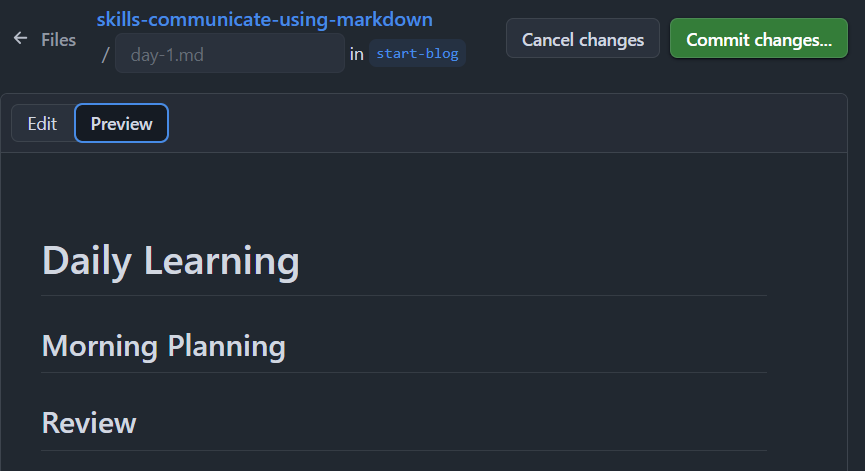 skills-communicate-using-markdown
Files
/ day-1.md in start-blog
Cancel changes
Commit changes...
Edit
Preview
Daily Learning
Morning Planning
Review